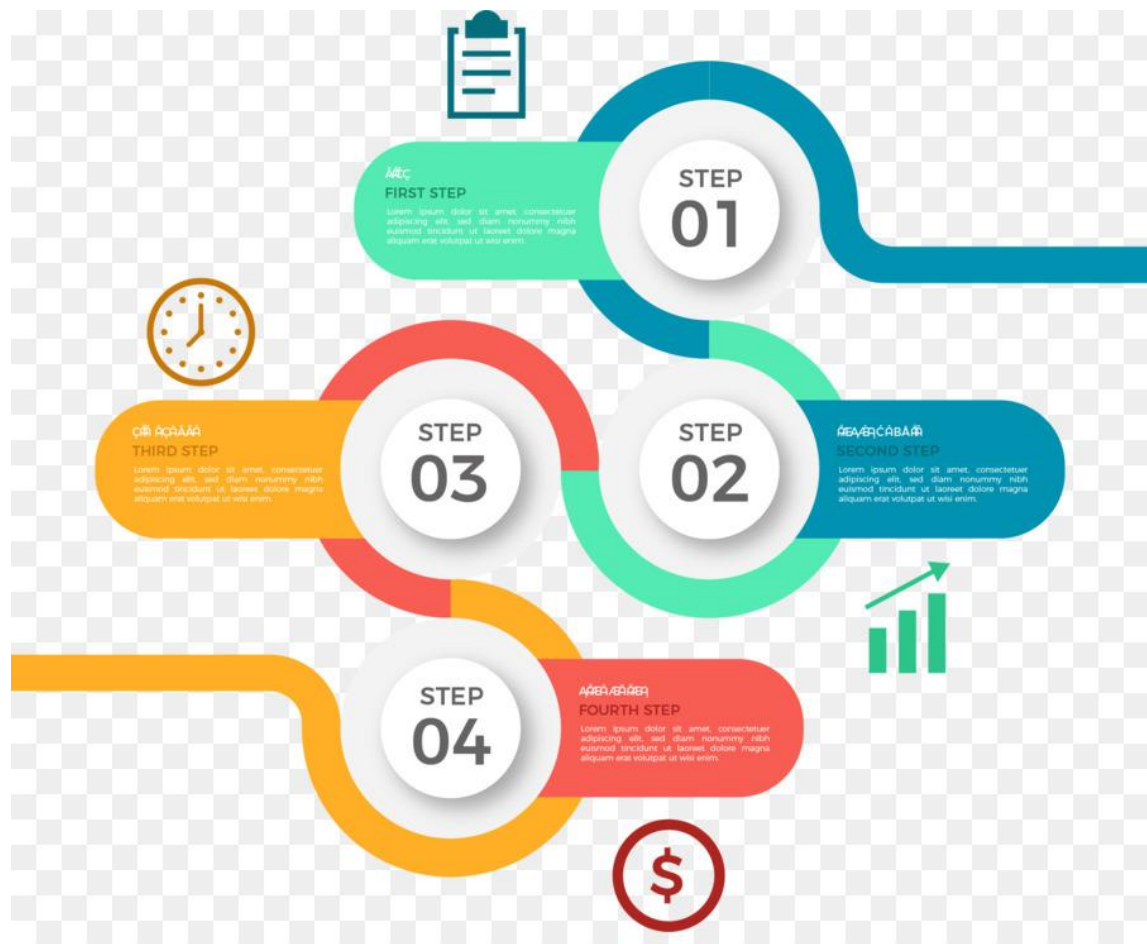 STEP
01
FIRST STEP
Lorem ipsum dolor sit amet, consectetuer
adipiscing elit, sed diam nonummy nibh
euismod tincidunt ut laoreet dolore magna
aliquam erat volutpat ut wisi enim.
STEP
02
SECOND STEP
Lorem ipsum dolor sit amet, consectetuer
adipiscing elit, sed diam nonummy nibh
euismod tincidunt ut laoreet dolore magna
aliquam erat volutpat ut wisi enim.
STEP
03
THIRD STEP
Lorem ipsum dolor sit amet, consectetuer
adipiscing elit, sed diam nonummy nibh
euismod tincidunt ut laoreet dolore magna
aliquam erat volutpat ut wisi enim.
STEP
04
FOURTH STEP
Lorem ipsum dolor sit amet, consectetuer
adipiscing elit, sed diam nonummy nibh
euismod tincidunt ut laoreet dolore magna
aliquam erat volutpat ut wisi enim.
$